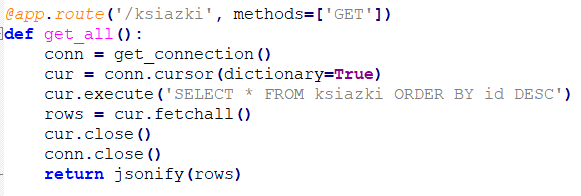 @app.route('/ksiazki', methods=['GET'])
def get_all():
    conn = get_connection()
    cur = conn.cursor(dictionary=True)
    cur.execute('SELECT * FROM ksiazki ORDER BY id DESC')
    rows = cur.fetchall()
    cur.close()
    conn.close()
    return jsonify(rows)